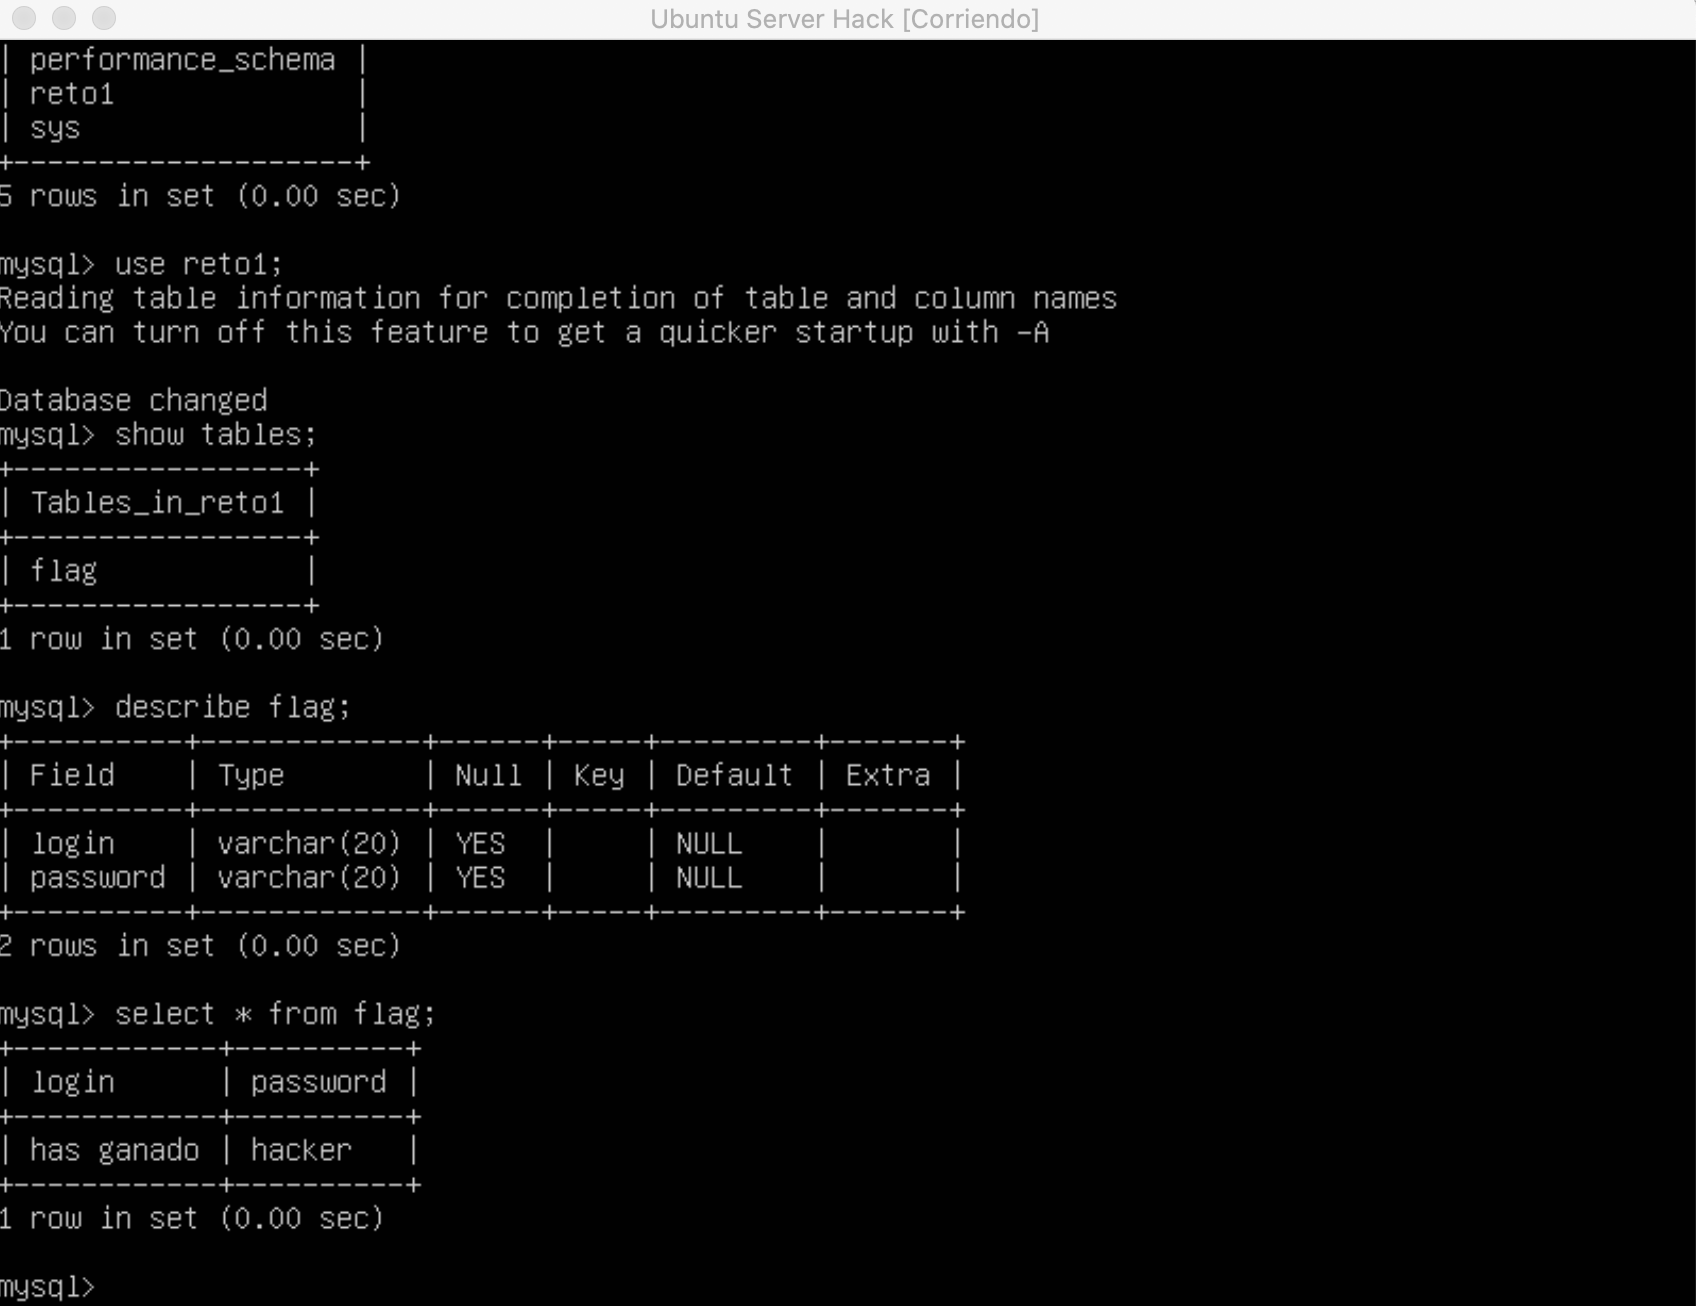 Ubuntu Server Hack [Corriendo]
| performance_schema |
| reto1              |
| sys                |
+--------------------+
5 rows in set (0.00 sec)
mysql> use reto1;
Reading table information for completion of table and column names
You can turn off this feature to get a quicker startup with -A
Database changed
mysql> show tables;
+-----------------+
| Tables_in_reto1 |
+-----------------+
| flag            |
+-----------------+
1 row in set (0.00 sec)
mysql> describe flag;
+----------+-------------+------+-----+---------+-------+
| Field    | Type        | Null | Key | Default | Extra |
+----------+-------------+------+-----+---------+-------+
| login    | varchar(20) | YES  |     | NULL    |       |
| password | varchar(20) | YES  |     | NULL    |       |
+----------+-------------+------+-----+---------+-------+
2 rows in set (0.00 sec)
mysql> select * from flag;
+------------+----------+
| login      | password |
+------------+----------+
| has ganado | hacker   |
+------------+----------+
1 row in set (0.00 sec)
mysql>